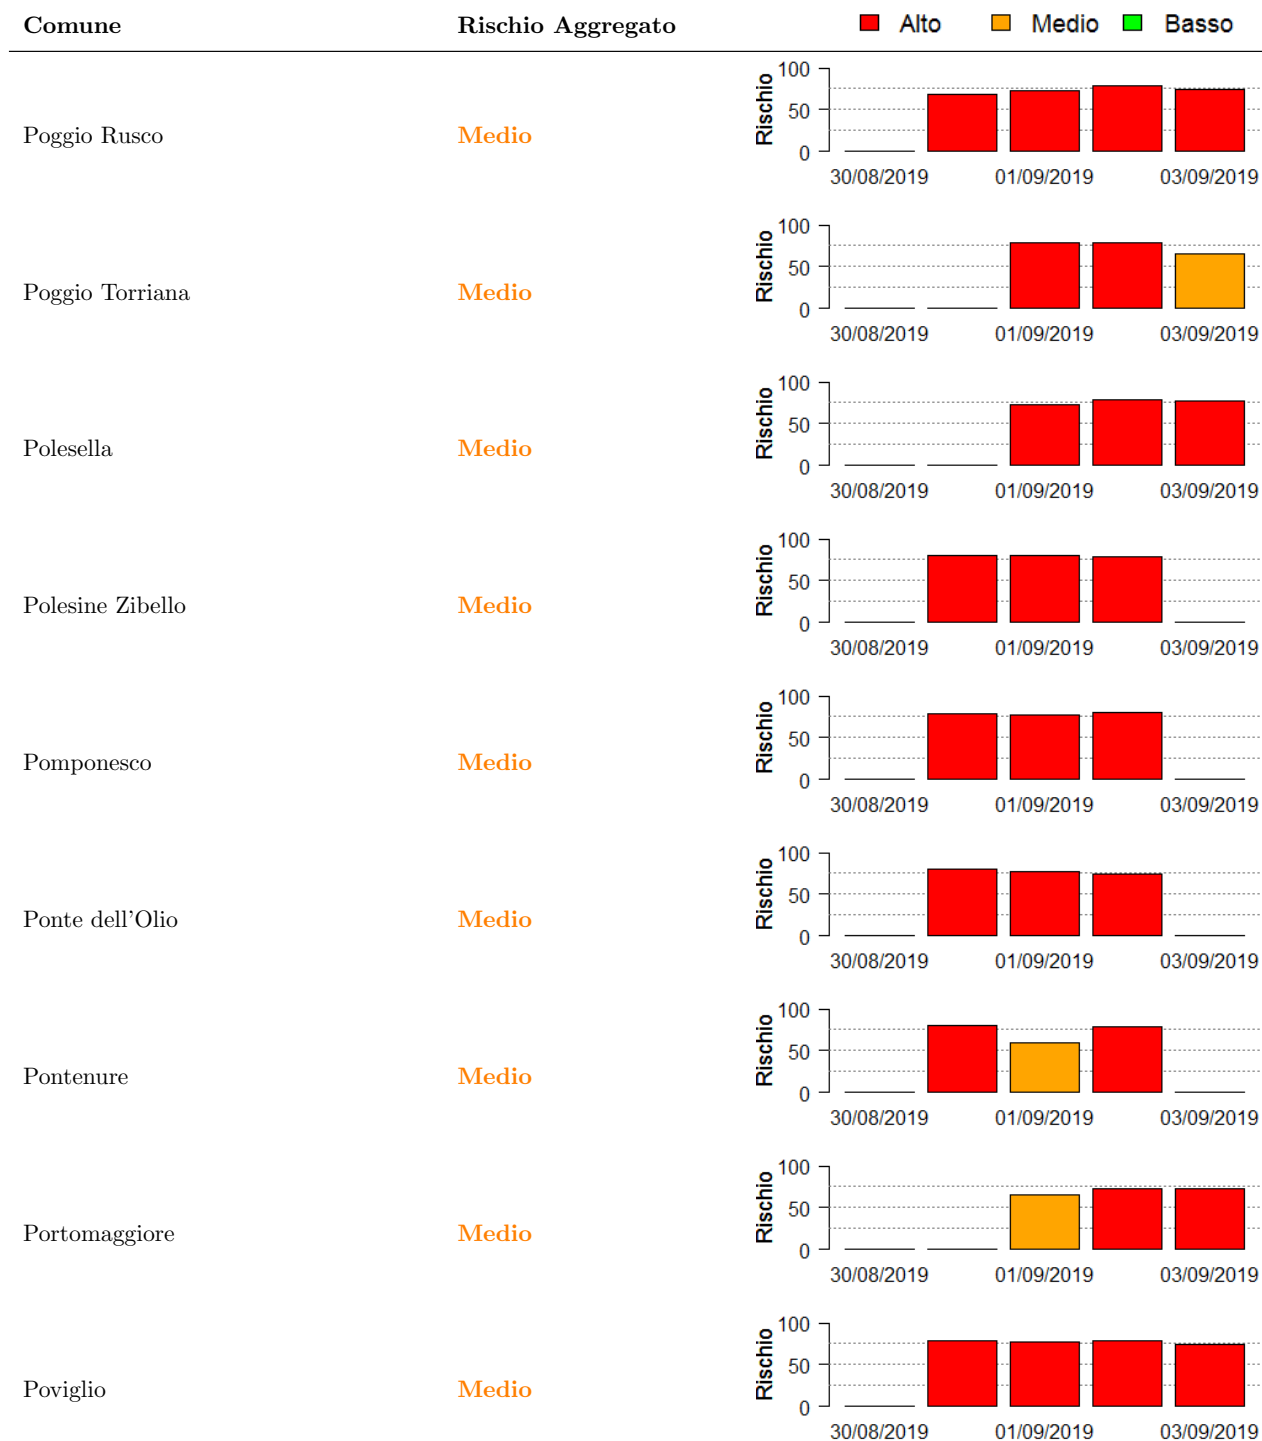 Comune Rischio Aggregato Alto Medio Basso
Poggio Rusco Medio Rischio 100 50 0
30/08/2019 01/09/2019 03/09/2019
Poggio Torriana Medio Rischio 100 50 0
30/08/2019 01/09/2019 03/09/2019
Polesella Medio Rischio 100 50 0
30/08/2019 01/09/2019 03/09/2019
Polesine Zibello Medio Rischio 100 50 0
30/08/2019 01/09/2019 03/09/2019
Pomponesco Medio Rischio 100 50 0
30/08/2019 01/09/2019 03/09/2019
Ponte dell'Olio Medio Rischio 100 50 0
30/08/2019 01/09/2019 03/09/2019
Pontenure Medio Rischio 100 50 0
30/08/2019 01/09/2019 03/09/2019
Portomaggiore Medio Rischio 100 50 0
30/08/2019 01/09/2019 03/09/2019
Poviglio Medio Rischio 100 50 0
30/08/2019 01/09/2019 03/09/2019